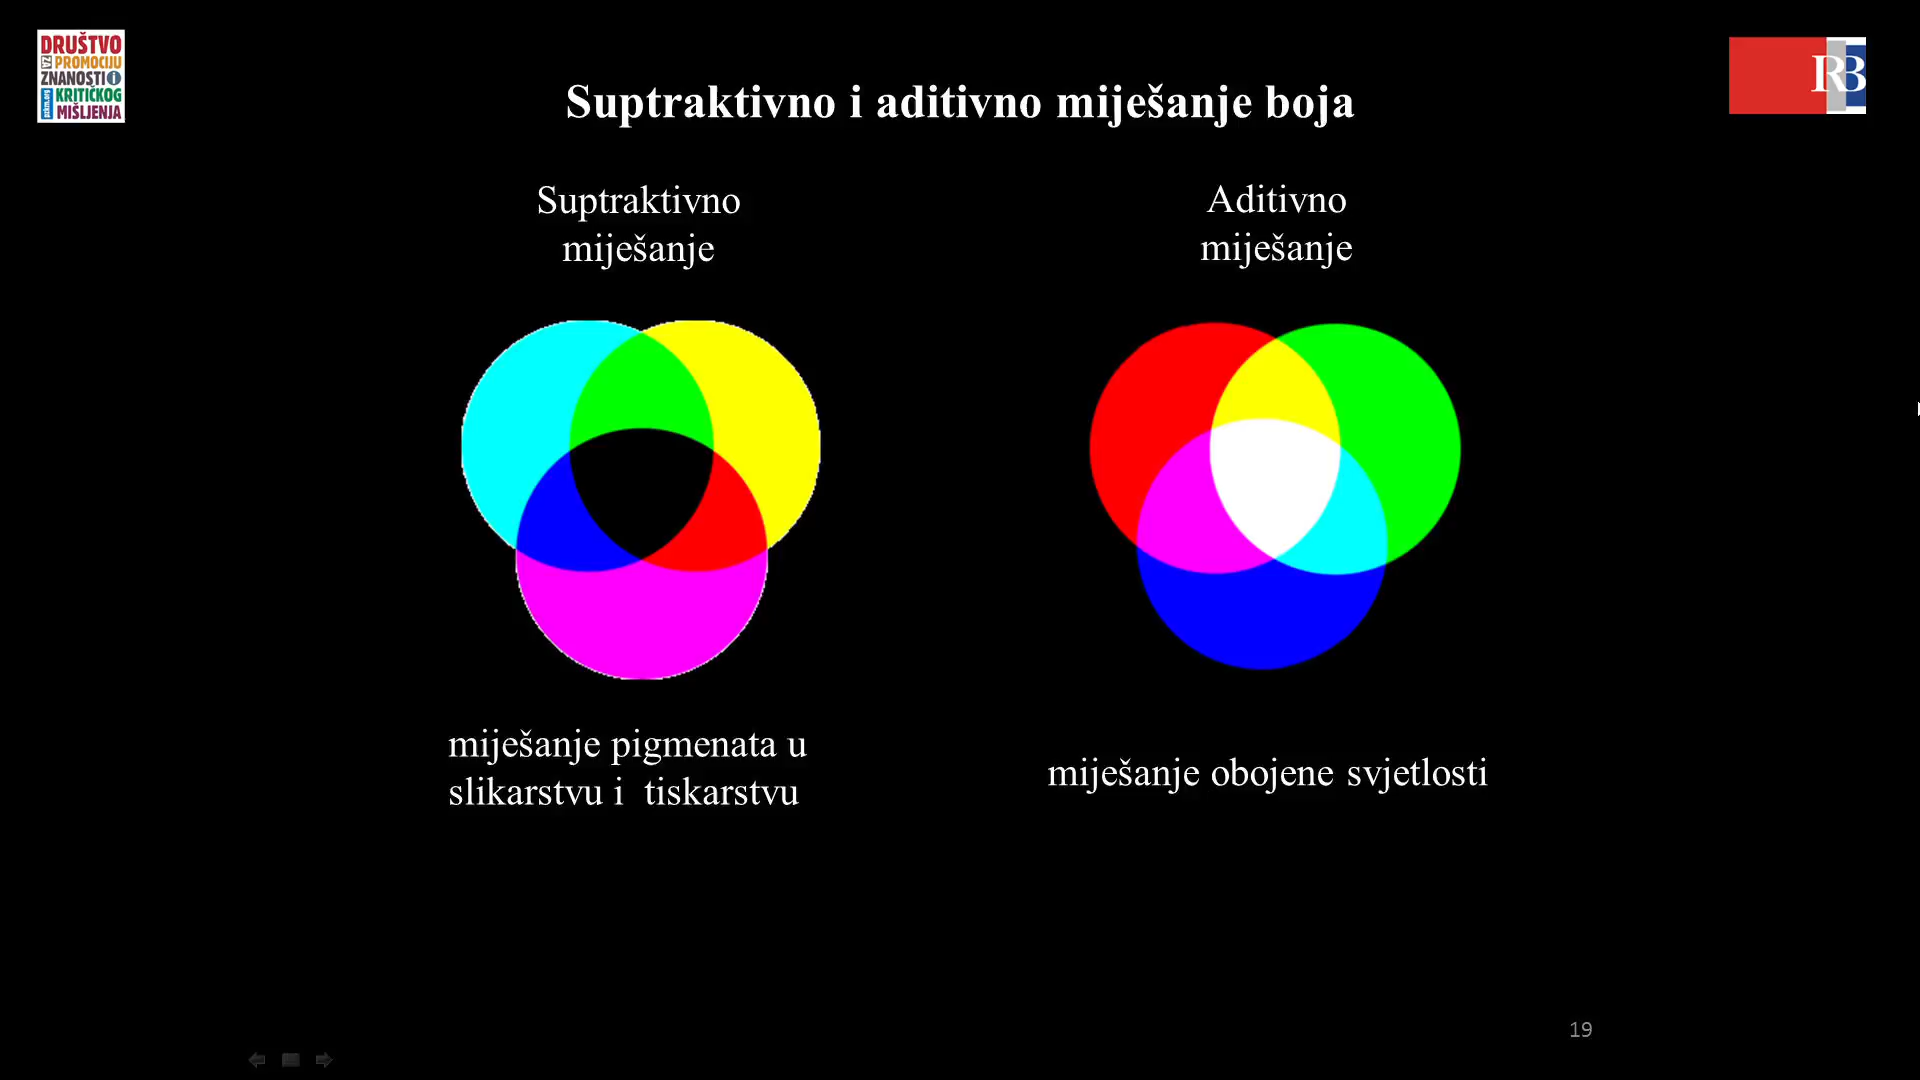 DRUŠTVO
ZA PROMOCIJU
ZNANOSTI i
KRITIČKOG
MIŠLJENJA
IRB
Suptraktivno i aditivno miješanje boja
Suptraktivno
miješanje
Aditivno
miješanje
miješanje pigmenata u
slikarstvu i tiskarstvu
miješanje obojene svjetlosti
19